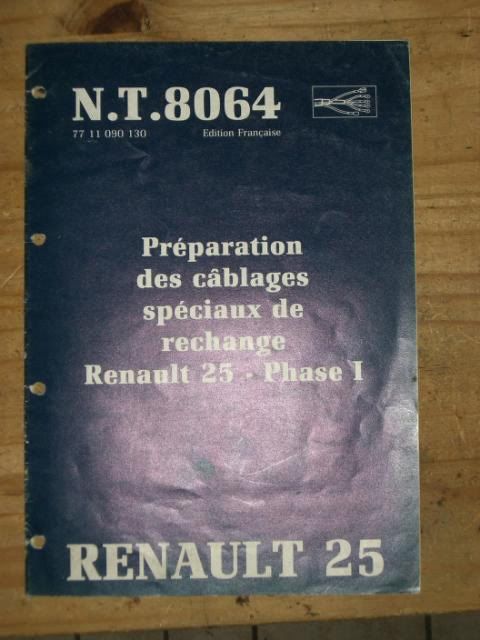 N.T.8064
77 11 090 130 Edition Française
Préparation
des câblages
spéciaux de
rechange
Renault 25 - Phase I
RENAULT 25